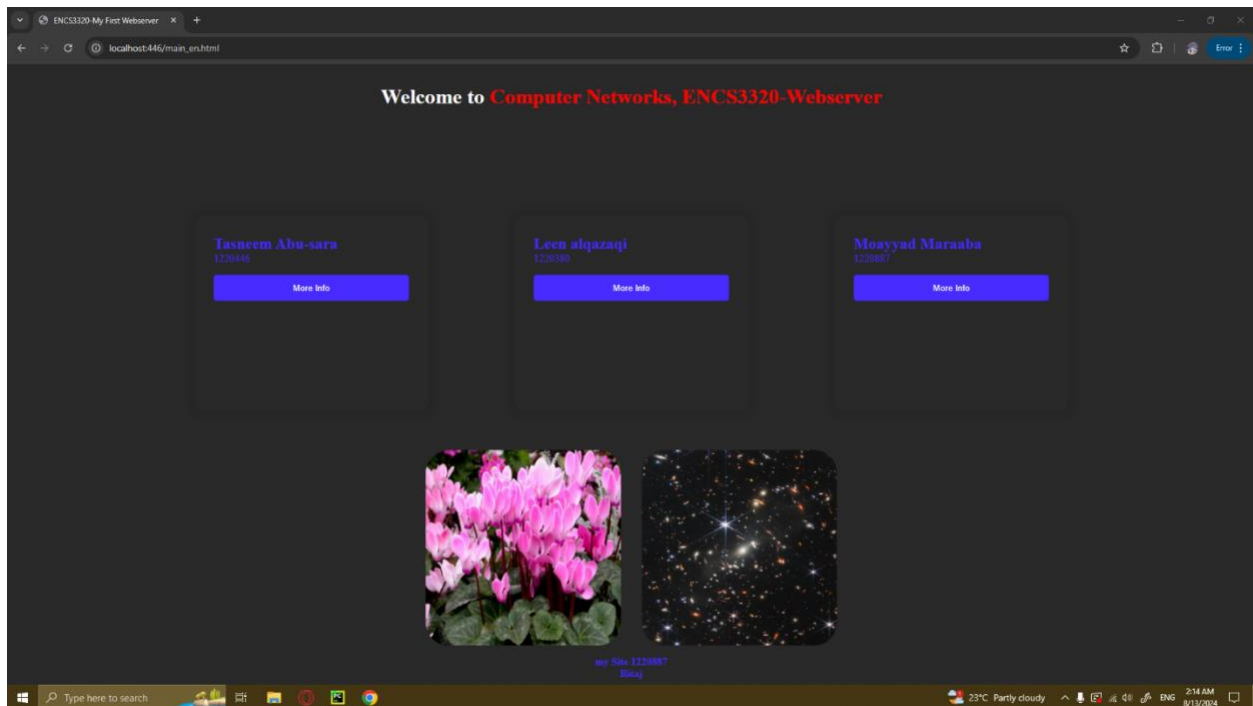 ENCS3320-My First Webserver
localhost:446/main_en.html
Error
Welcome to Computer Networks, ENCS3320-Webserver
Tasneem Abu-sara
1220446
More Info
Leen alqazaqi
1220380
More Info
Moayyad Maraaba
1220887
More Info
my Site 1220887
Ritaj
Type here to search
23°C Partly cloudy
ENG
2:14 AM
8/13/2024